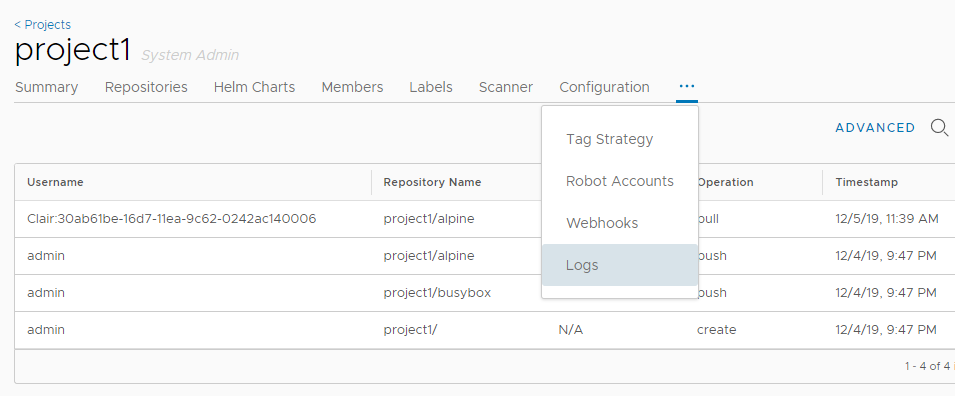 < Projects
project1 System Admin
Summary Repositories Helm Charts Members Labels Scanner Configuration ...
Tag Strategy
Robot Accounts
Webhooks
Logs
ADVANCED
Username Repository Name Operation Timestamp
Clair:30ab61be-16d7-11ea-9c62-0242ac140006 project1/alpine pull 12/5/19, 11:39 AM
admin project1/alpine push 12/4/19, 9:47 PM
admin project1/busybox push 12/4/19, 9:47 PM
admin project1/ N/A create 12/4/19, 9:47 PM
1 - 4 of 4